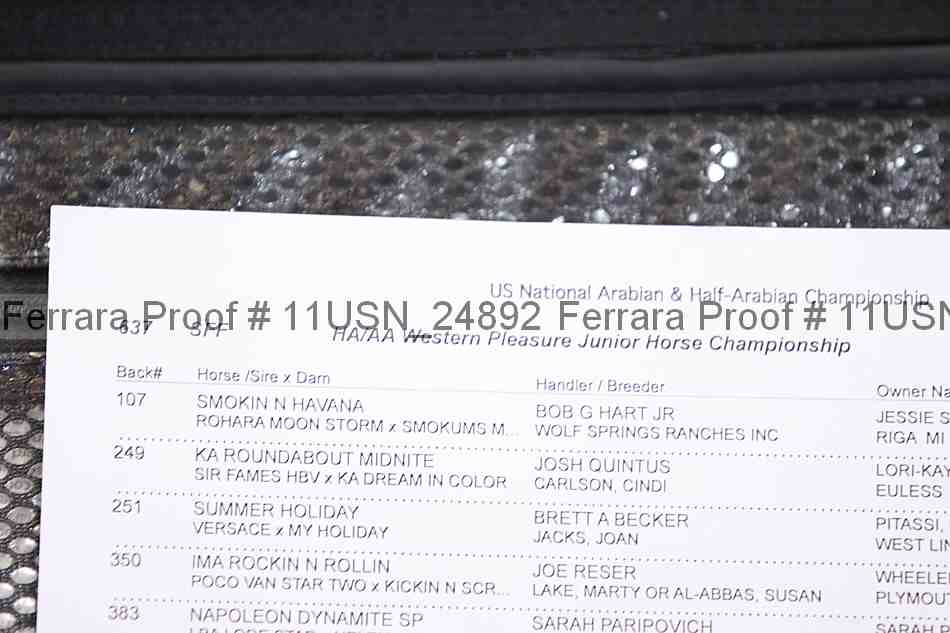 US National Arabian & Half-Arabian Championship
Ferrara Proof # 11USN_24892 Ferrara Proof # 11USN
637 SFF HA/AA Western Pleasure Junior Horse Championship
Back# Horse /Sire x Dam Handler / Breeder Owner Na
107 SMOKIN N HAVANA BOB G HART JR JESSIE S
ROHARA MOON STORM x SMOKUMS M... WOLF SPRINGS RANCHES INC RIGA MI
249 KA ROUNDABOUT MIDNITE JOSH QUINTUS LORI-KAY
SIR FAMES HBV x KA DREAM IN COLOR CARLSON, CINDI EULESS
251 SUMMER HOLIDAY BRETT A BECKER PITASSI,
VERSACE x MY HOLIDAY JACKS, JOAN WEST LIN
350 IMA ROCKIN N ROLLIN JOE RESER WHEELE
POCO VAN STAR TWO x KICKIN N SCR... LAKE, MARTY OR AL-ABBAS, SUSAN PLYMOU
383 NAPOLEON DYNAMITE SP SARAH PARIPOVICH SARAH P